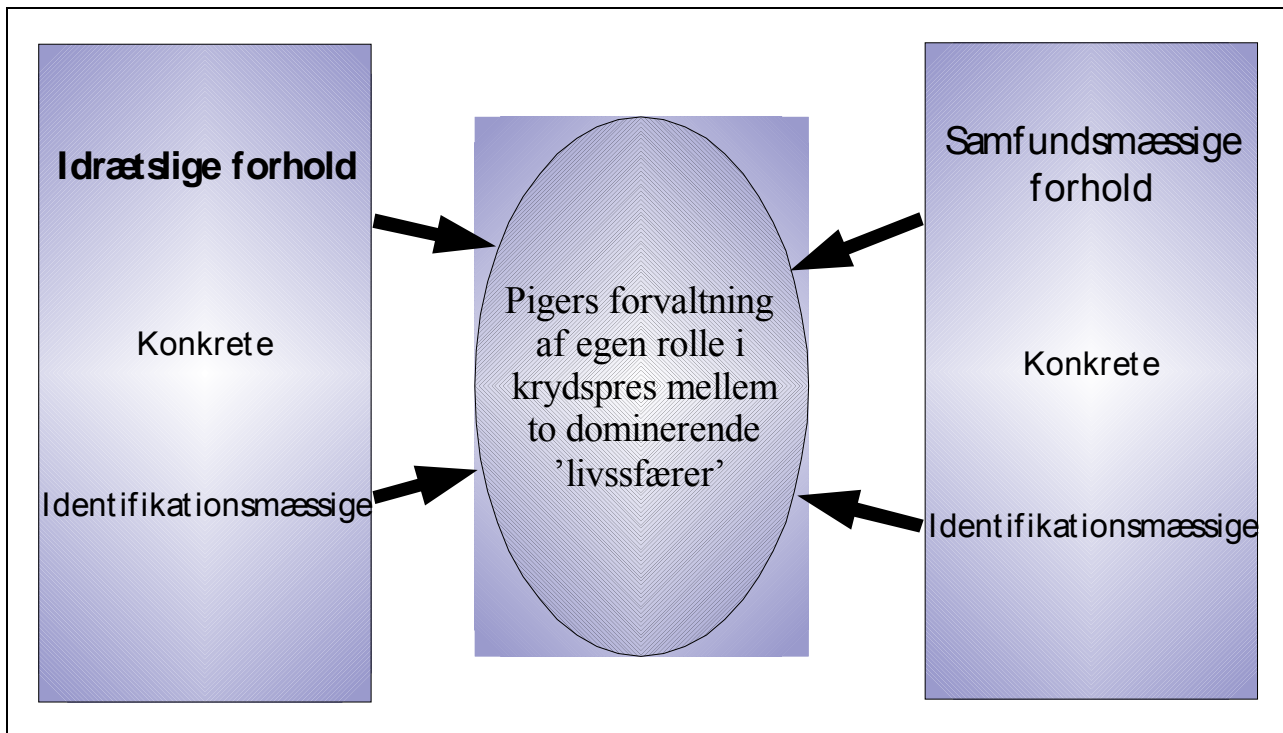 Idrætslige forhold
Konkrete
Identifikationsmæssige
Pigers forvaltning
af egen rolle i
krydspres mellem
to dominerende
’livssfærer’
Samfundsmæssige
forhold
Konkrete
Identifikationsmæssige